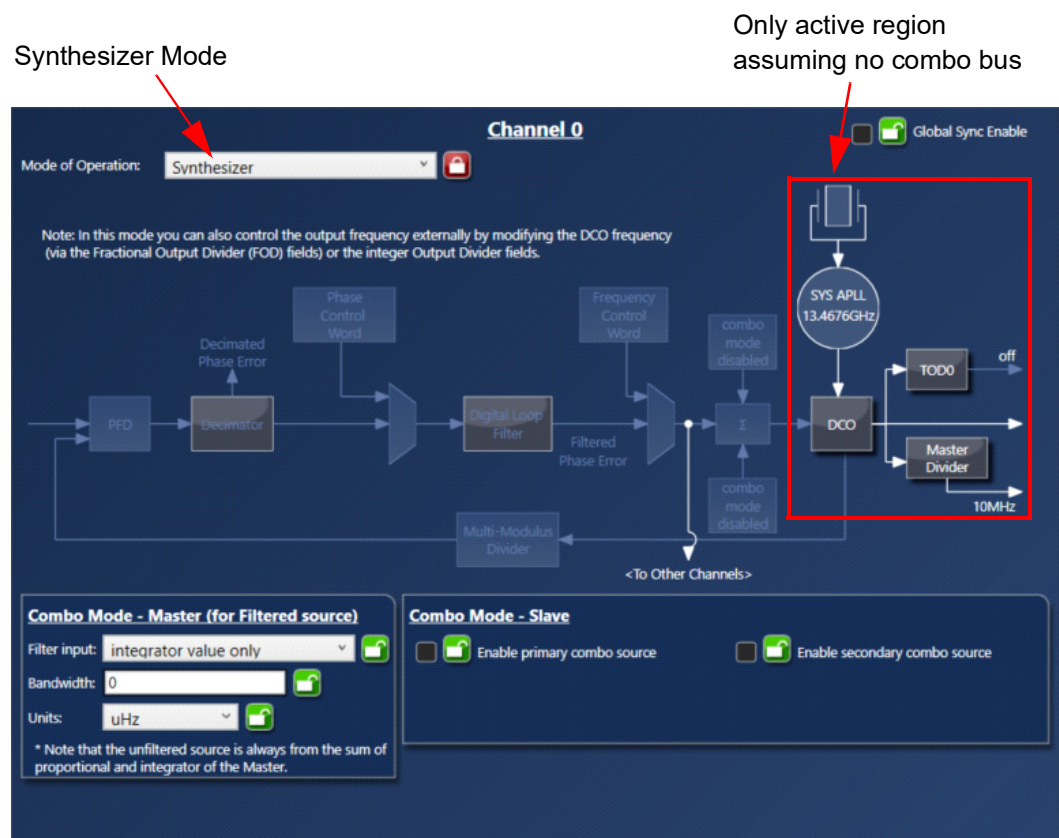 Only active region
assuming no combo bus
Synthesizer Mode
Channel 0
Global Sync Enable
Mode of Operation:
Synthesizer
Note: In this mode you can also control the output frequency externally by modifying the DCO frequency
(via the Fractional Output Divider (FOD) fields) or the integer Output Divider fields.
SYS APLL
13.4676GHz
Phase
Control
Word
Frequency
Control
Word
combo
mode
disabled
Decimated
Phase Error
TOD0
off
PFD
Decimator
Digital Loop
Filter
Filtered
Phase Error
Σ
DCO
Master
Divider
10MHz
combo
mode
disabled
Multi-Modulus
Divider
<To Other Channels>
Combo Mode - Master (for Filtered source)
Filter input:
integrator value only
Bandwidth:
0
Units:
uHz
* Note that the unfiltered source is always from the sum of
proportional and integrator of the Master.
Combo Mode - Slave
Enable primary combo source
Enable secondary combo source